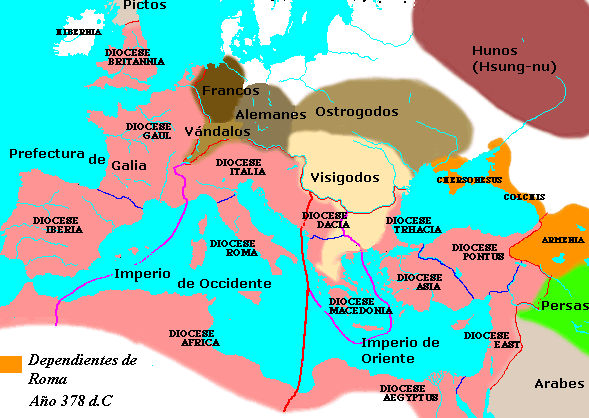 Pictos
HIBERNIA
DIOCESE
BRITANNIA
Hunos
(Hsung-nu)
Francos
Alemanes
Ostrogodos
DIOCESE
GAUL
Vándalos
Prefectura de
Galia
DIOCESE
ITALIA
Visigodos
CHERSONESUS
COLCHIS
DIOCESE
IBERIA
DIOCESE
DACIA
DIOCESE
TRHACIA
DIOCESE
ROMA
DIOCESE
PONTUS
ARMENIA
Imperio
de Occidente
DIOCESE
ASIA
DIOCESE
MACEDONIA
Persas
DIOCESE
AFRICA
Imperio de
Oriente
DIOCESE
EAST
Dependientes de
Roma
Año 378 d.C
DIOCESE
AEGYPTUS
Arabes